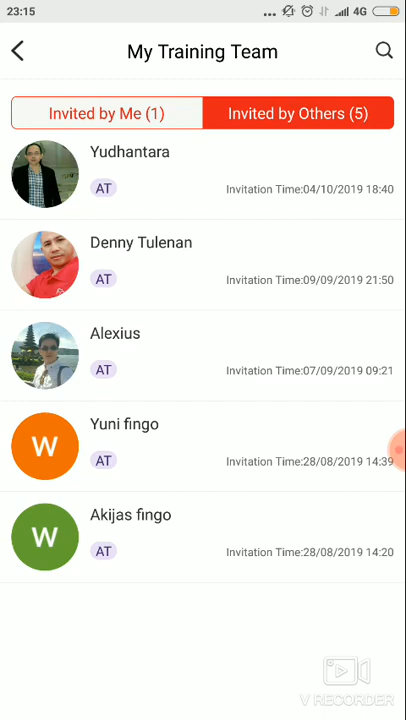 23:15
4G
My Training Team
Invited by Me (1)
Invited by Others (5)
Yudhantara
AT
Invitation Time:04/10/2019 18:40
Denny Tulenan
AT
Invitation Time:09/09/2019 21:50
Alexius
AT
Invitation Time:07/09/2019 09:21
W
Yuni fingo
AT
Invitation Time:28/08/2019 14:39
W
Akijas fingo
AT
Invitation Time:28/08/2019 14:20
V RECORDER